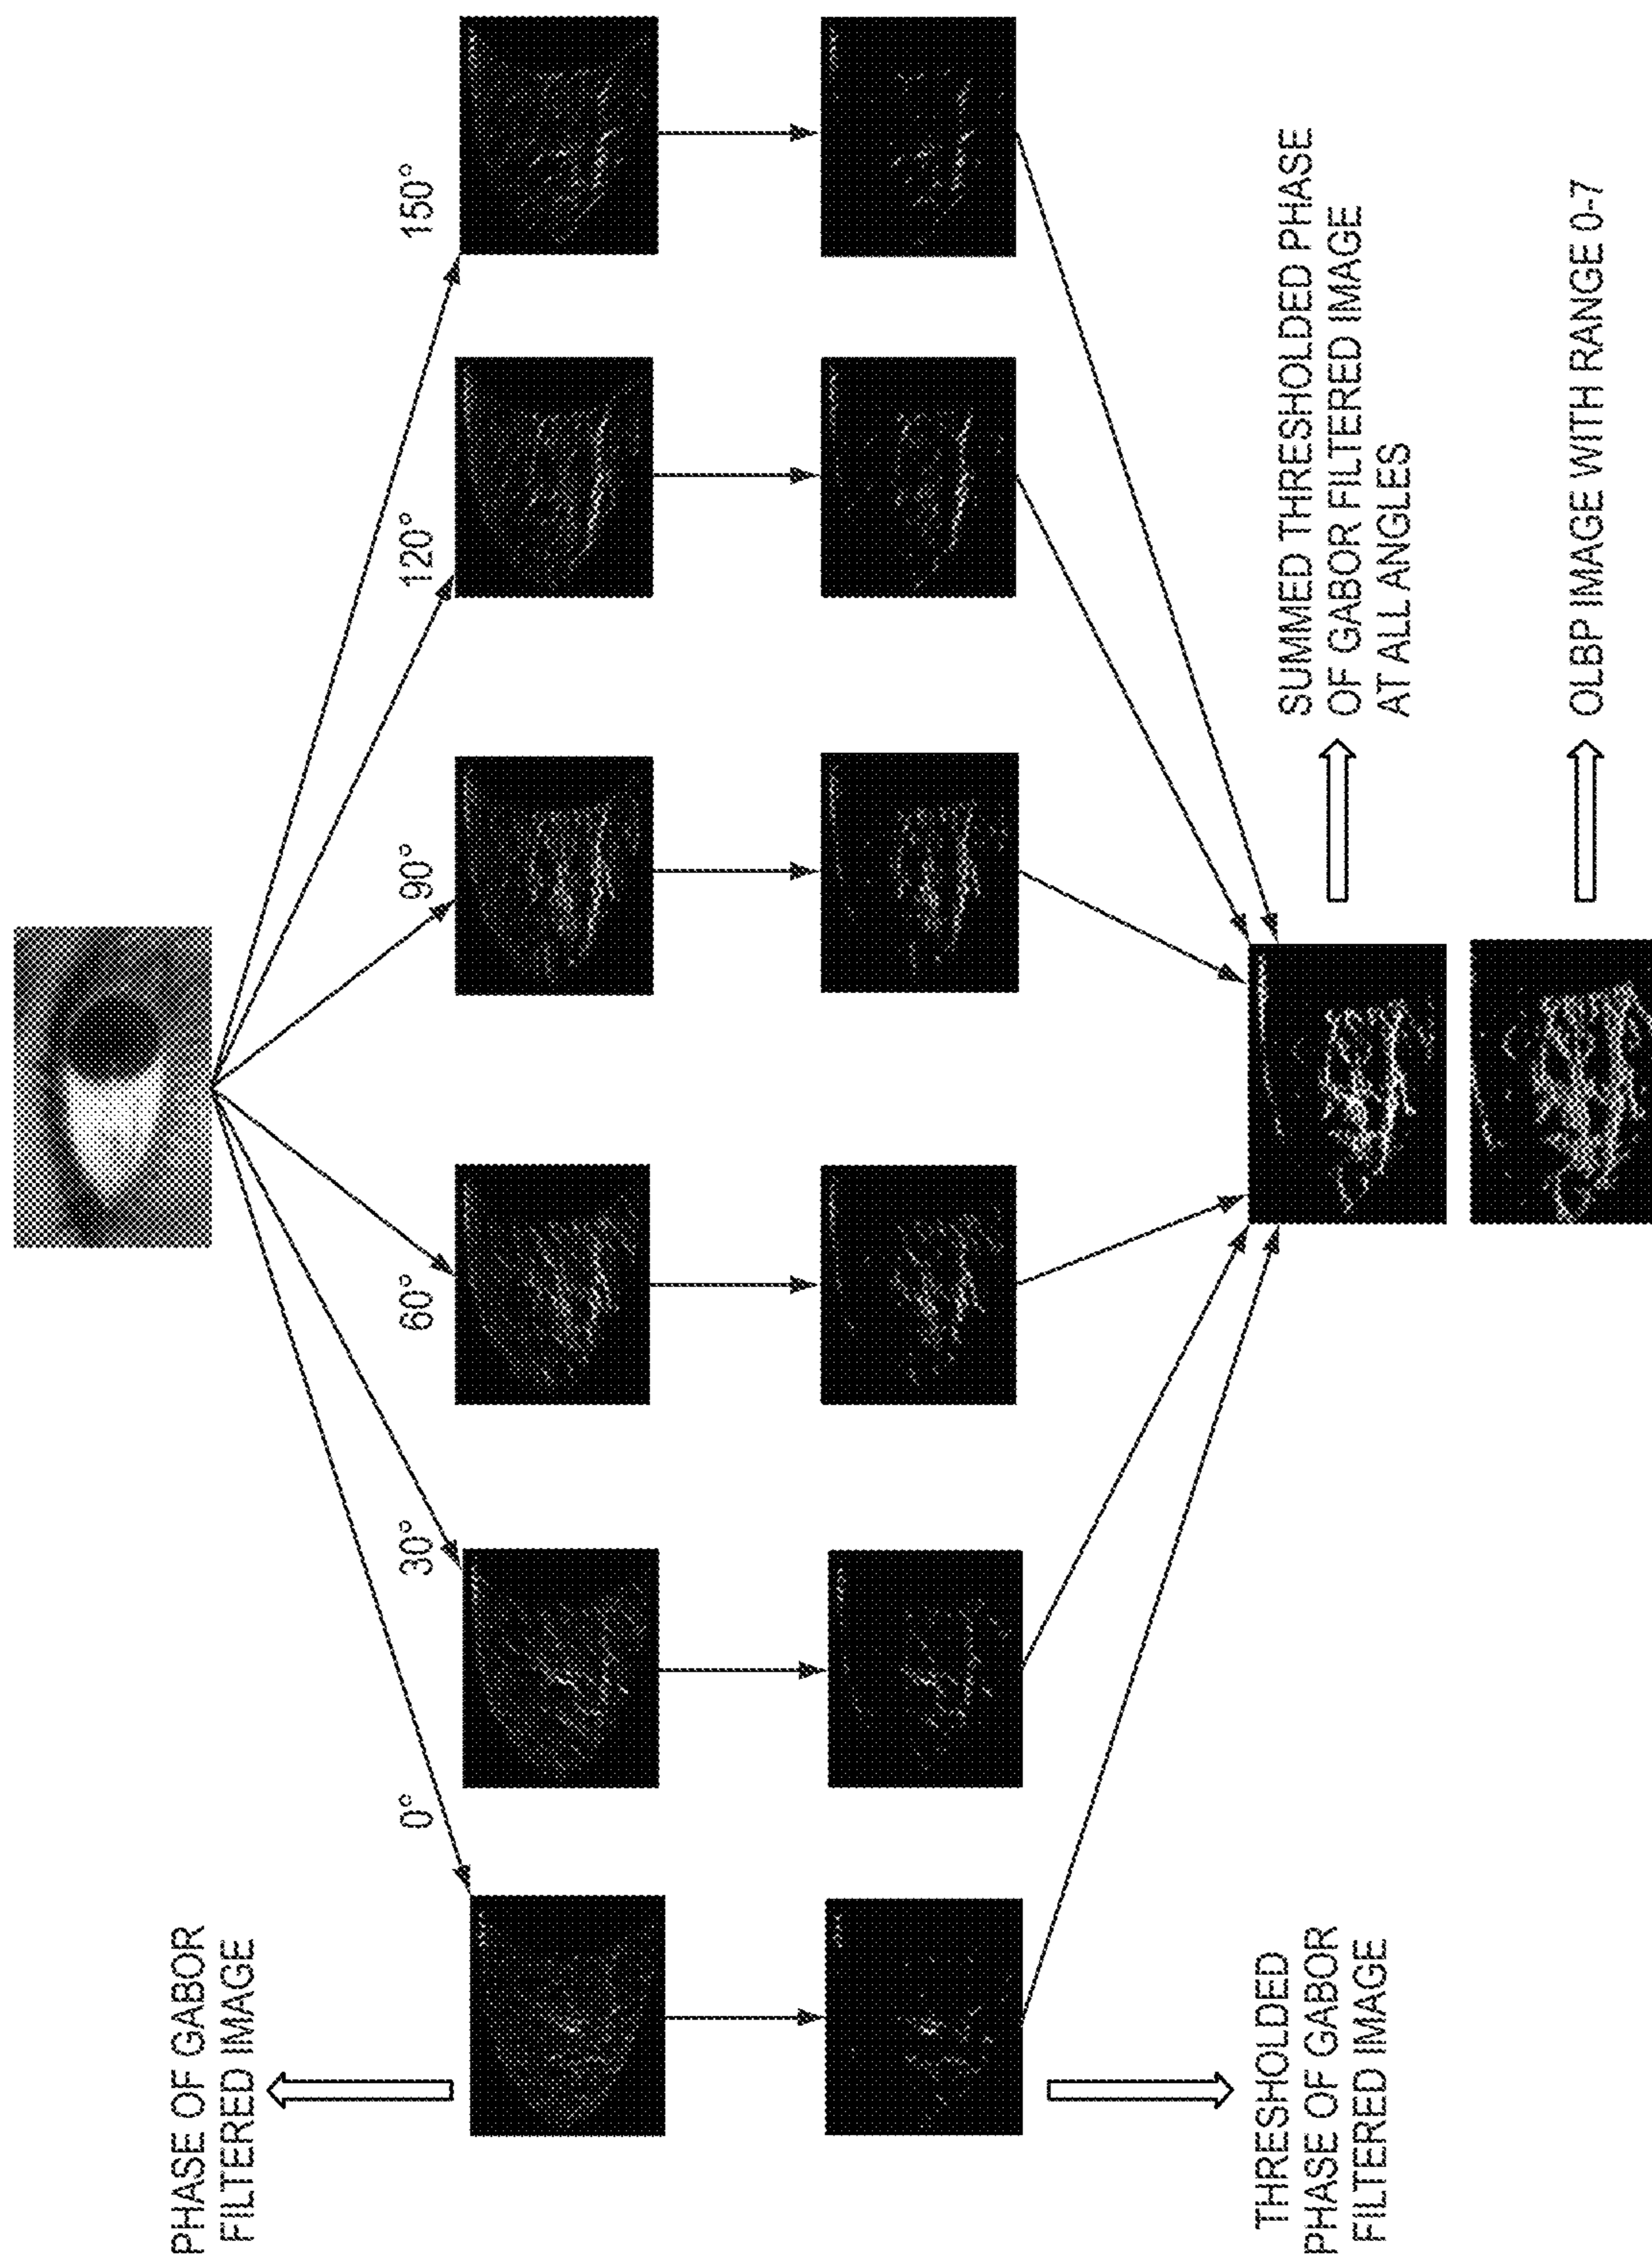 PHASE OF GABOR
FILTERED IMAGE
0°
30°
60°
90°
120°
150°
THRESHOLDED
PHASE OF GABOR
FILTERED IMAGE
SUMMED THRESHOLDED PHASE
OF GABOR FILTERED IMAGE
AT ALL ANGLES
OLBP IMAGE WITH RANGE 0-7